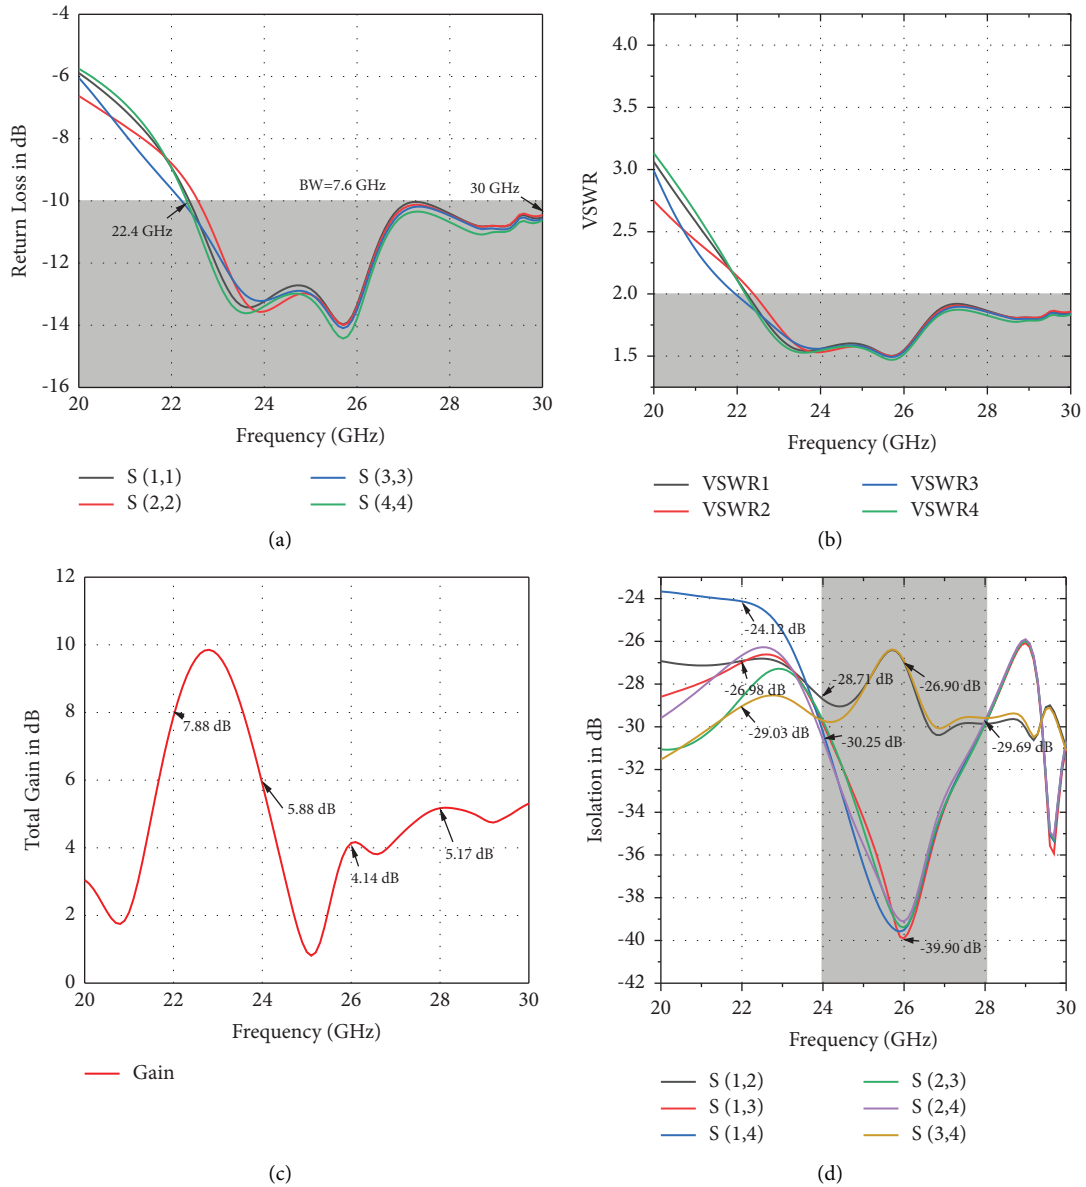 -4
-6
-8
-10
-12
-14
-16
Return Loss in dB
BW=7.6 GHz
30 GHz
22.4 GHz
20 22 24 26 28 30
Frequency (GHz)
S (1,1) S (3,3)
S (2,2) S (4,4)
(a)
4.0
3.5
3.0
2.5
2.0
1.5
VSWR
20 22 24 26 28 30
Frequency (GHz)
VSWR1 VSWR3
VSWR2 VSWR4
(b)
12
10
8
6
4
2
0
Total Gain in dB
7.88 dB
5.88 dB
4.14 dB
5.17 dB
20 22 24 26 28 30
Frequency (GHz)
Gain
(c)
-24
-26
-28
-30
-32
-34
-36
-38
-40
-42
Isolation in dB
-24.12 dB
-26.98 dB
-28.71 dB
-26.90 dB
-29.03 dB
-30.25 dB
-29.69 dB
-39.90 dB
20 22 24 26 28 30
Frequency (GHz)
S (1,2) S (2,3)
S (1,3) S (2,4)
S (1,4) S (3,4)
(d)